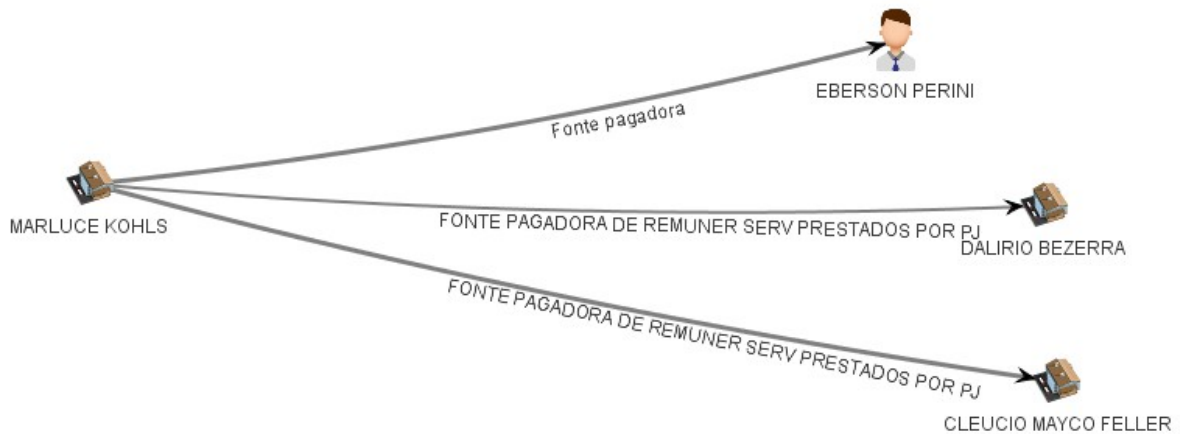 EBERSON PERINI
Fonte pagadora
MARLUCE KOHLS
FONTE PAGADORA DE REMUNER SERV PRESTADOS POR PJ
DALIRIO BEZERRA
FONTE PAGADORA DE REMUNER SERV PRESTADOS POR PJ
CLEUCIO MAYCO FELLER